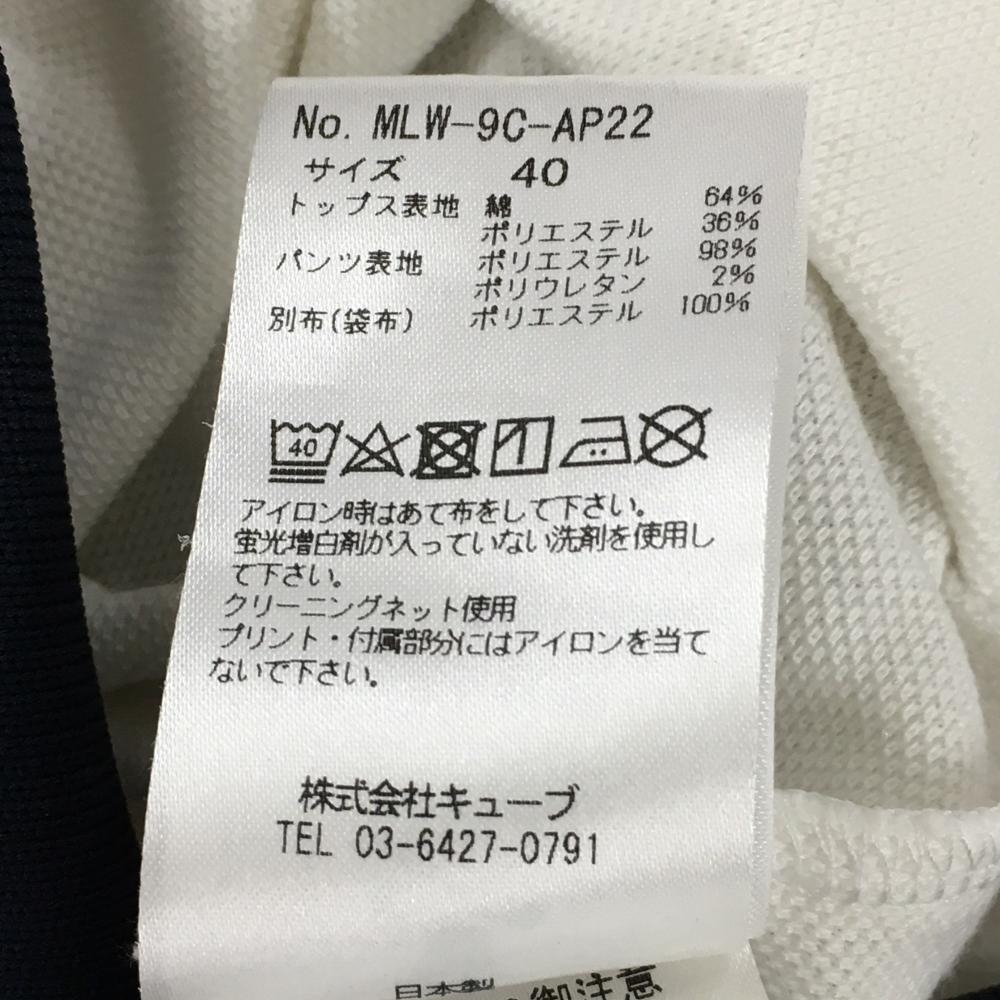 No. MLW-9C-AP22
サイズ 40
トップス表地 綿 64%
ポリエステル 36%
パンツ表地 ポリエステル 98%
ポリウレタン 2%
別布(袋布) ポリエステル 100%
40
アイロン時はあて布をして下さい。
蛍光増白剤が入っていない洗剤を使用し
て下さい。
クリーニングネット使用
プリント・付属部分にはアイロンを当て
ないで下さい。
株式会社キューブ
TEL 03-6427-0791
日本製
御注意